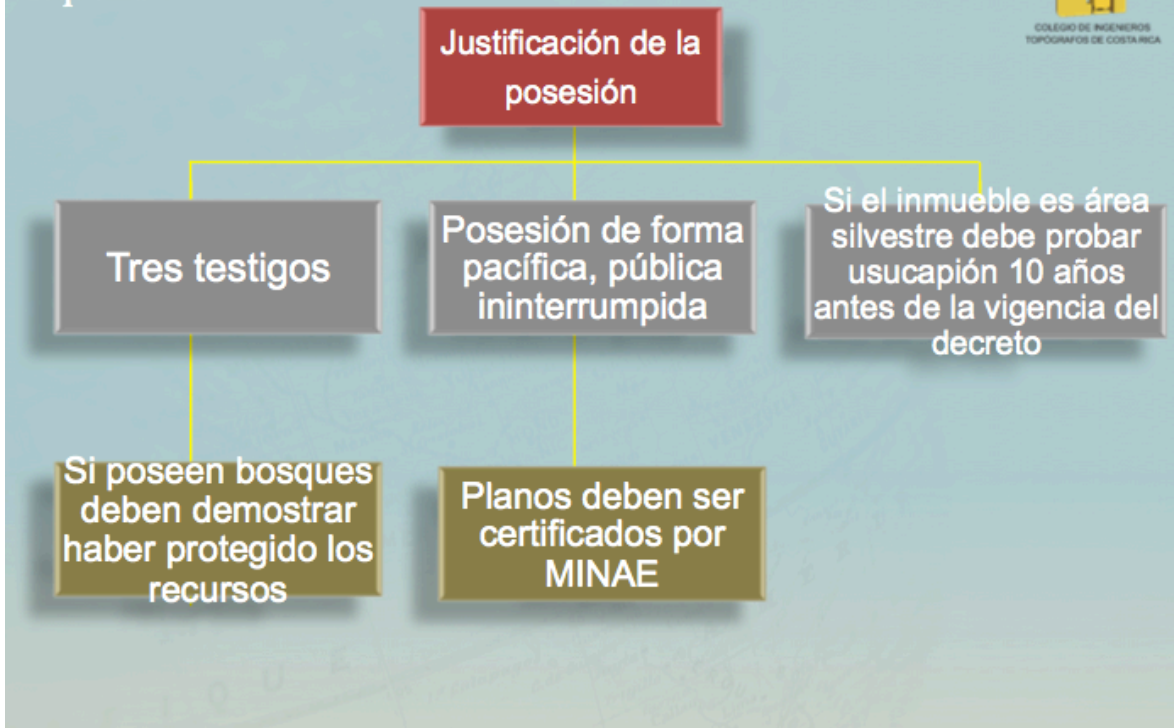 COLEGIO DE INGENIEROS
TOPÓGRAFOS DE COSTA RICA
Justificación de la
posesión
Tres testigos
Posesión de forma
pacífica, pública
ininterrumpida
Si el inmueble es área
silvestre debe probar
usucapión 10 años
antes de la vigencia del
decreto
Si poseen bosques
deben demostrar
haber protegido los
recursos
Planos deben ser
certificados por
MINAE